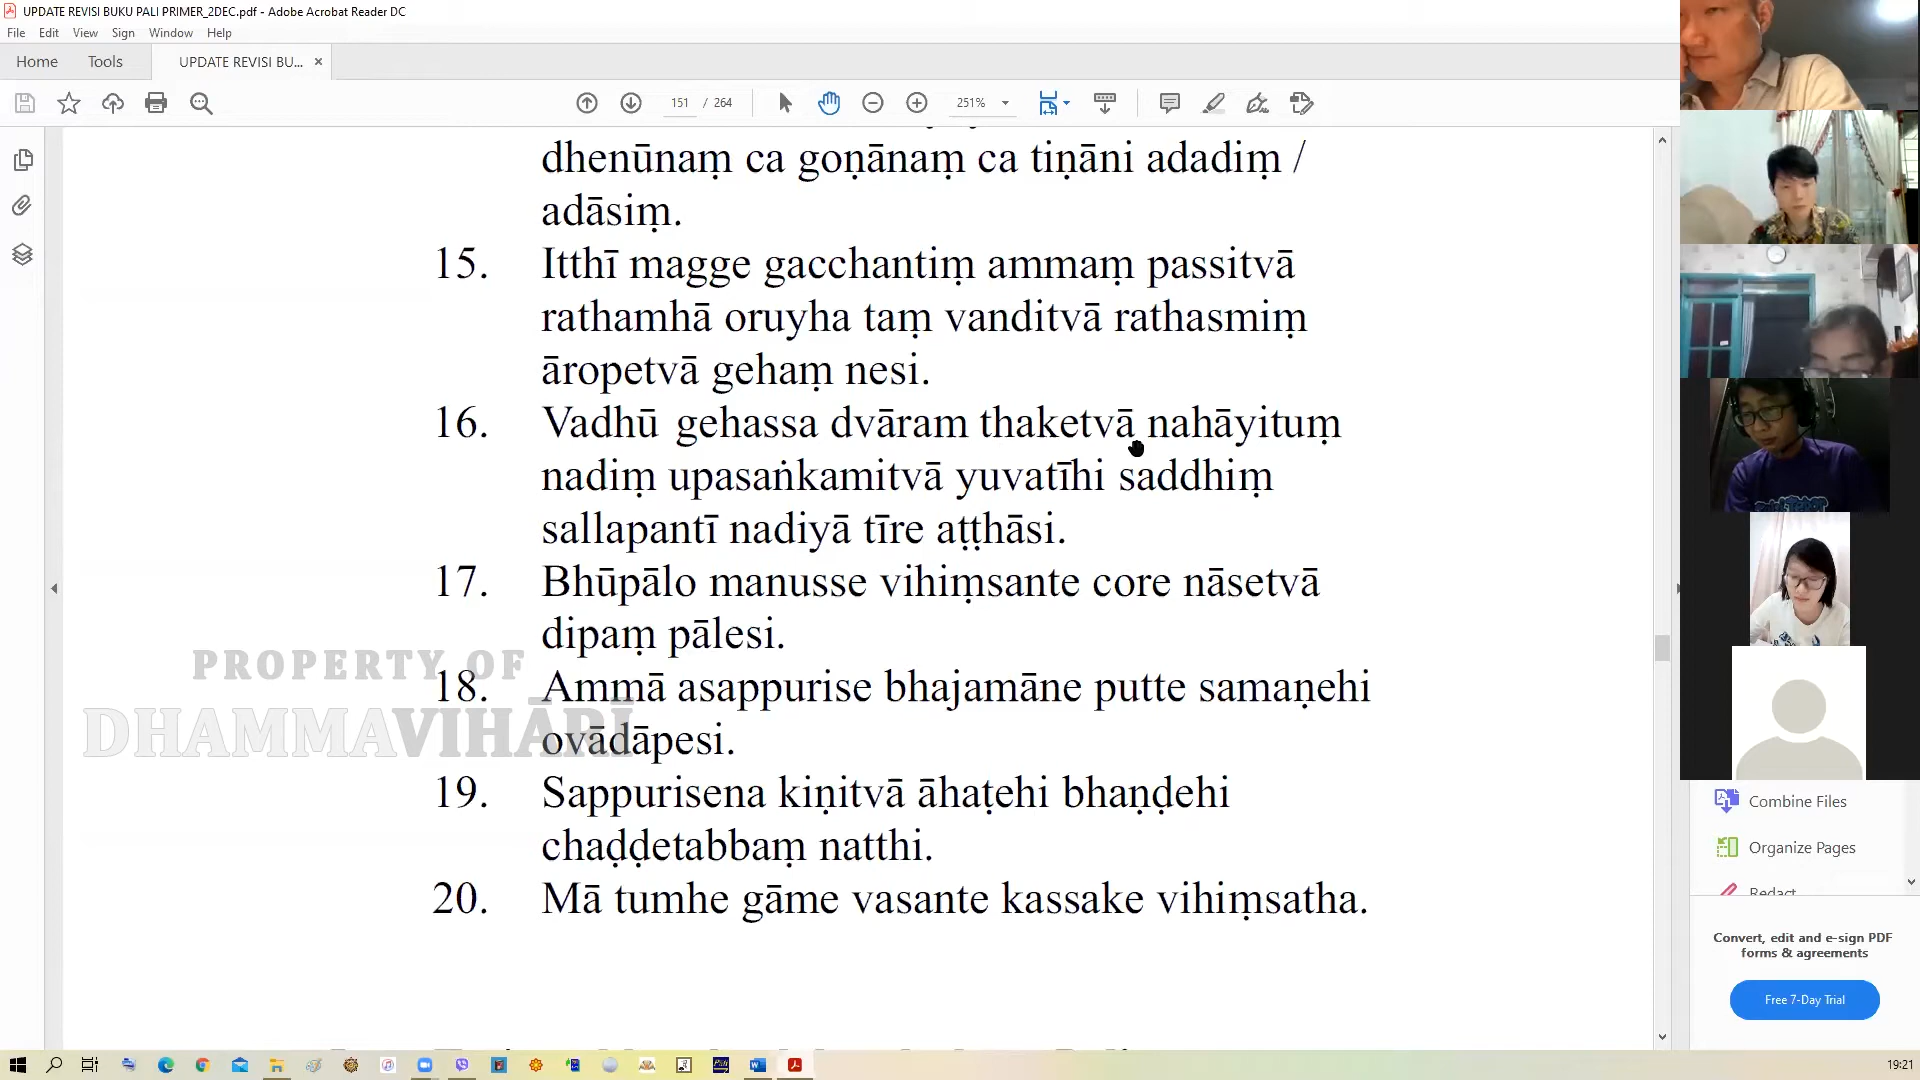 UPDATE REVISI BUKU PALI PRIMER_2DEC.pdf - Adobe Acrobat Reader DC
File Edit View Sign Window Help
Home Tools UPDATE REVISI BU... ×
151 / 264 251%
dhenūnaṃ ca goṇānaṃ ca tiṇāni adadiṃ /
adāsiṃ.
15. Itthī magge gacchantiṃ ammaṃ passitvā
rathamhā oruyha taṃ vanditvā rathasmiṃ
āropetvā gehaṃ nesi.
16. Vadhū gehassa dvāram thaketvā nahāyituṃ
nadiṃ upasaṅkamitvā yuvatīhi saddhiṃ
sallapantī nadiyā tīre aṭṭhāsi.
17. Bhūpālo manusse vihiṃsante core nāsetvā
dipaṃ pālesi.
18. Ammā asappurise bhajamāne putte samaṇehi
ovādāpesi.
19. Sappurisena kiṇitvā āhaṭehi bhaṇḍehi
chaḍḍetabbaṃ natthi.
20. Mā tumhe gāme vasante kassake vihiṃsatha.
PROPERTY OF
DHAMMAVIHĀRĪ
Combine Files
Organize Pages
Redact
Convert, edit and e-sign PDF
forms & agreements
Free 7-Day Trial
19:21